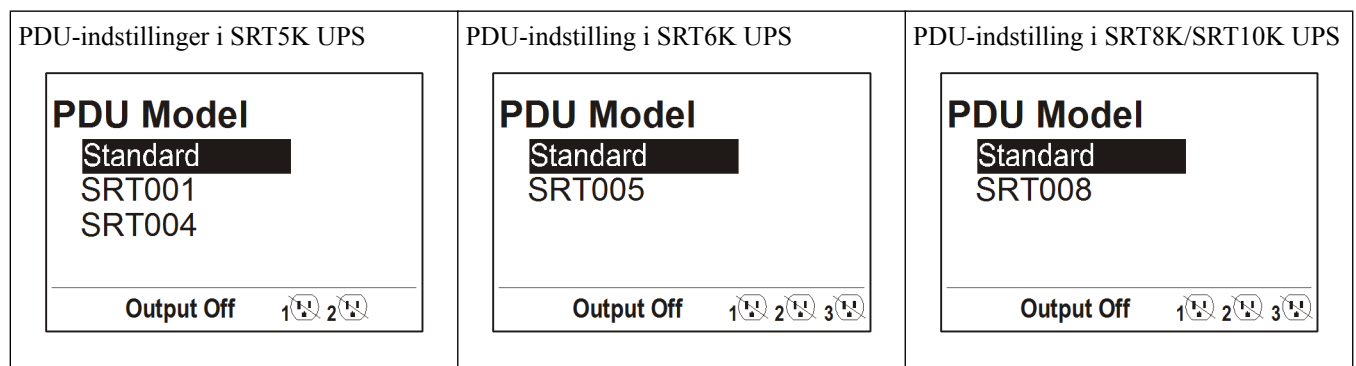 PDU-indstillinger i SRT5K UPS
PDU Model
Standard
SRT001
SRT004
Output Off 1 2
PDU-indstilling i SRT6K UPS
PDU Model
Standard
SRT005
Output Off 1 2 3
PDU-indstilling i SRT8K/SRT10K UPS
PDU Model
Standard
SRT008
Output Off 1 2 3